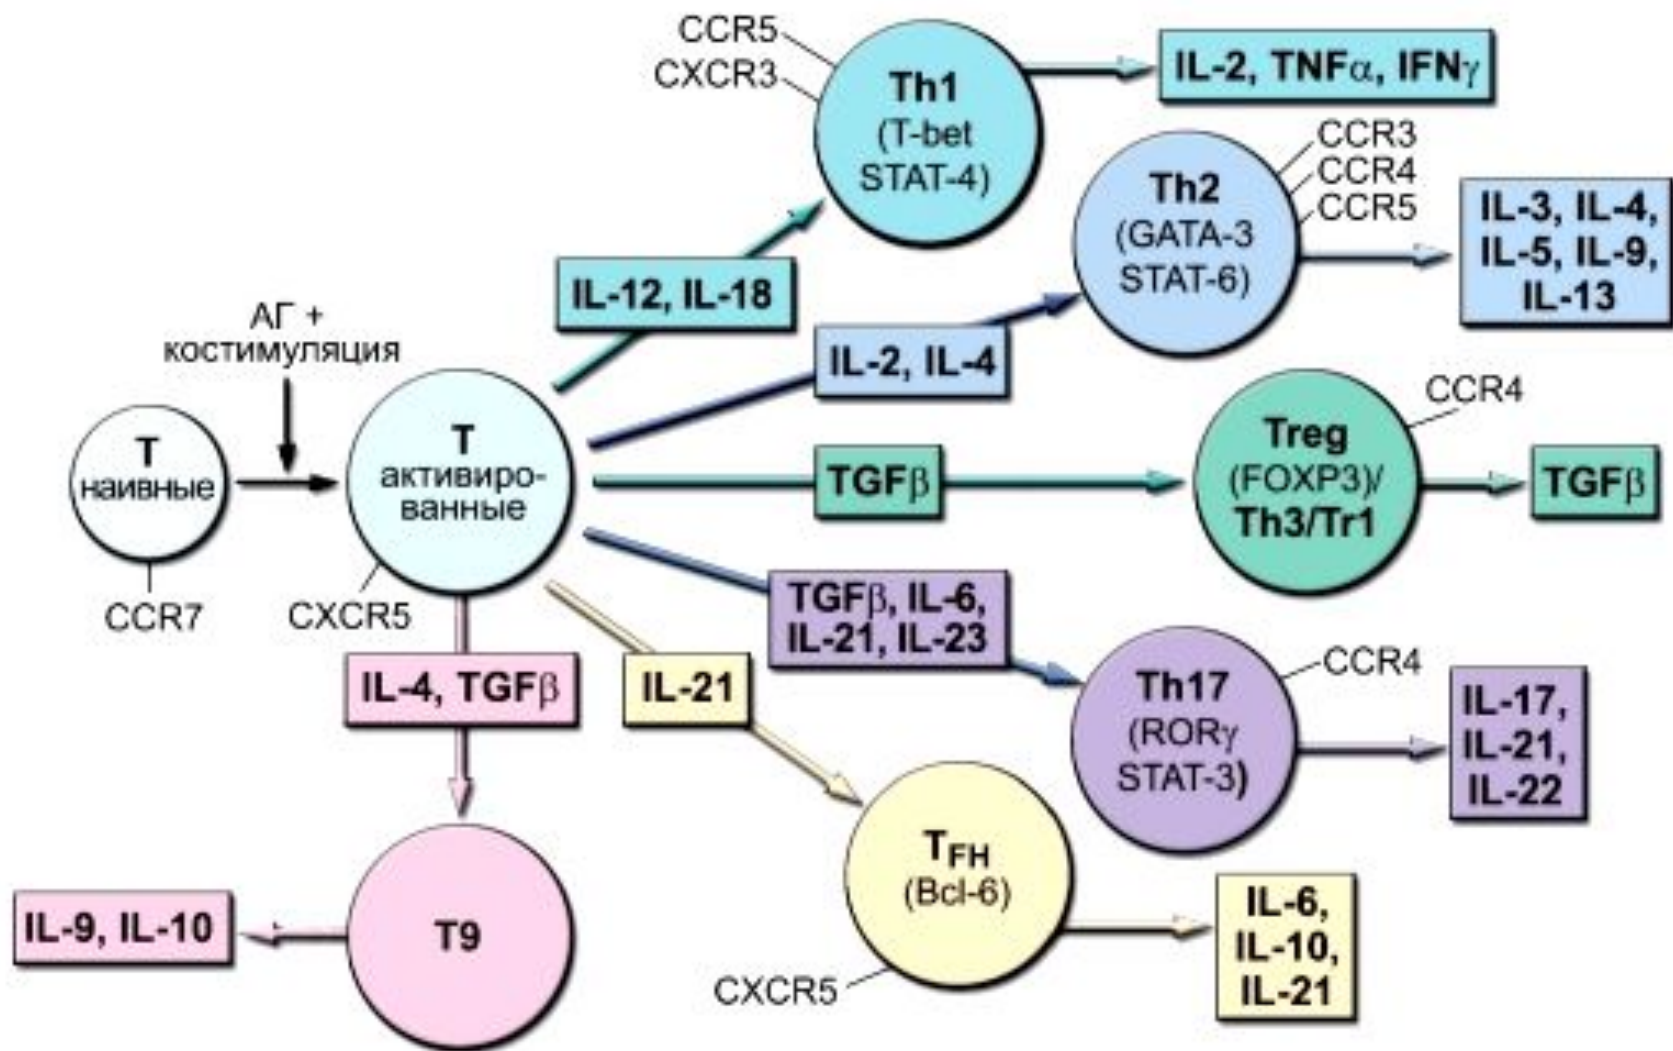 CCR5
CXCR3
Th1
(T-bet
STAT-4)
IL-2, TNFα, IFNγ
Th2
(GATA-3
STAT-6)
CCR3
CCR4
CCR5
IL-3, IL-4,
IL-5, IL-9,
IL-13
IL-12, IL-18
IL-2, IL-4
АГ +
костимуляция
Т
наивные
CCR7
Т
активиро-
ванные
CXCR5
TGFβ
Treg
(FOXP3)/
Th3/Tr1
CCR4
TGFβ
TGFβ, IL-6,
IL-21, IL-23
Th17
(RORγ
STAT-3)
CCR4
IL-17,
IL-21,
IL-22
IL-4, TGFβ
IL-21
TFH
(Bcl-6)
CXCR5
IL-6,
IL-10,
IL-21
T9
IL-9, IL-10